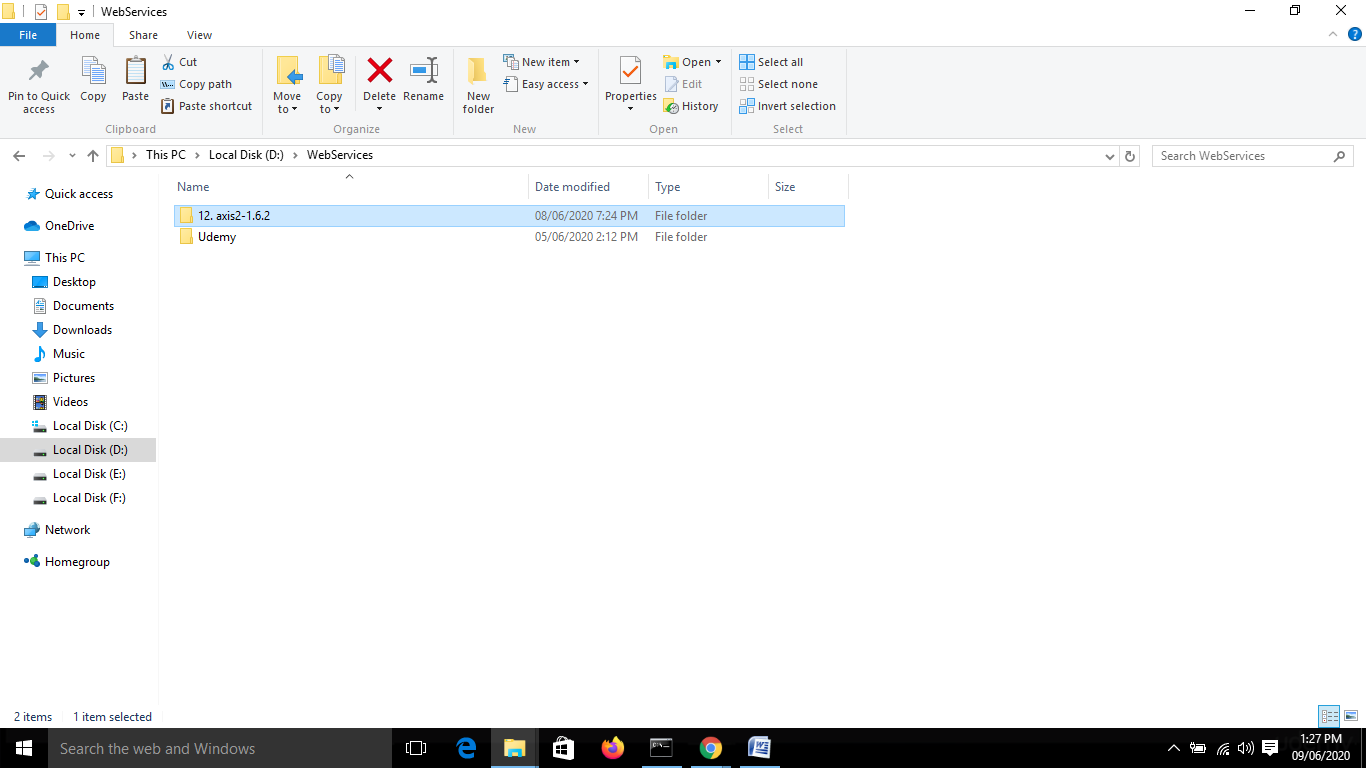 WebServices
File Home Share View
Pin to Quick access
Copy
Paste
Cut
Copy path
Paste shortcut
Clipboard
Move to
Copy to
Delete
Rename
Organize
New folder
New item
Easy access
New
Properties
Open
Edit
History
Open
Select all
Select none
Invert selection
Select
This PC > Local Disk (D:) > WebServices
Search WebServices
Quick access
OneDrive
This PC
Desktop
Documents
Downloads
Music
Pictures
Videos
Local Disk (C:)
Local Disk (D:)
Local Disk (E:)
Local Disk (F:)
Network
Homegroup
Name Date modified Type Size
12. axis2-1.6.2 08/06/2020 7:24 PM File folder
Udemy 05/06/2020 2:12 PM File folder
2 items 1 item selected
Search the web and Windows
1:27 PM
09/06/2020